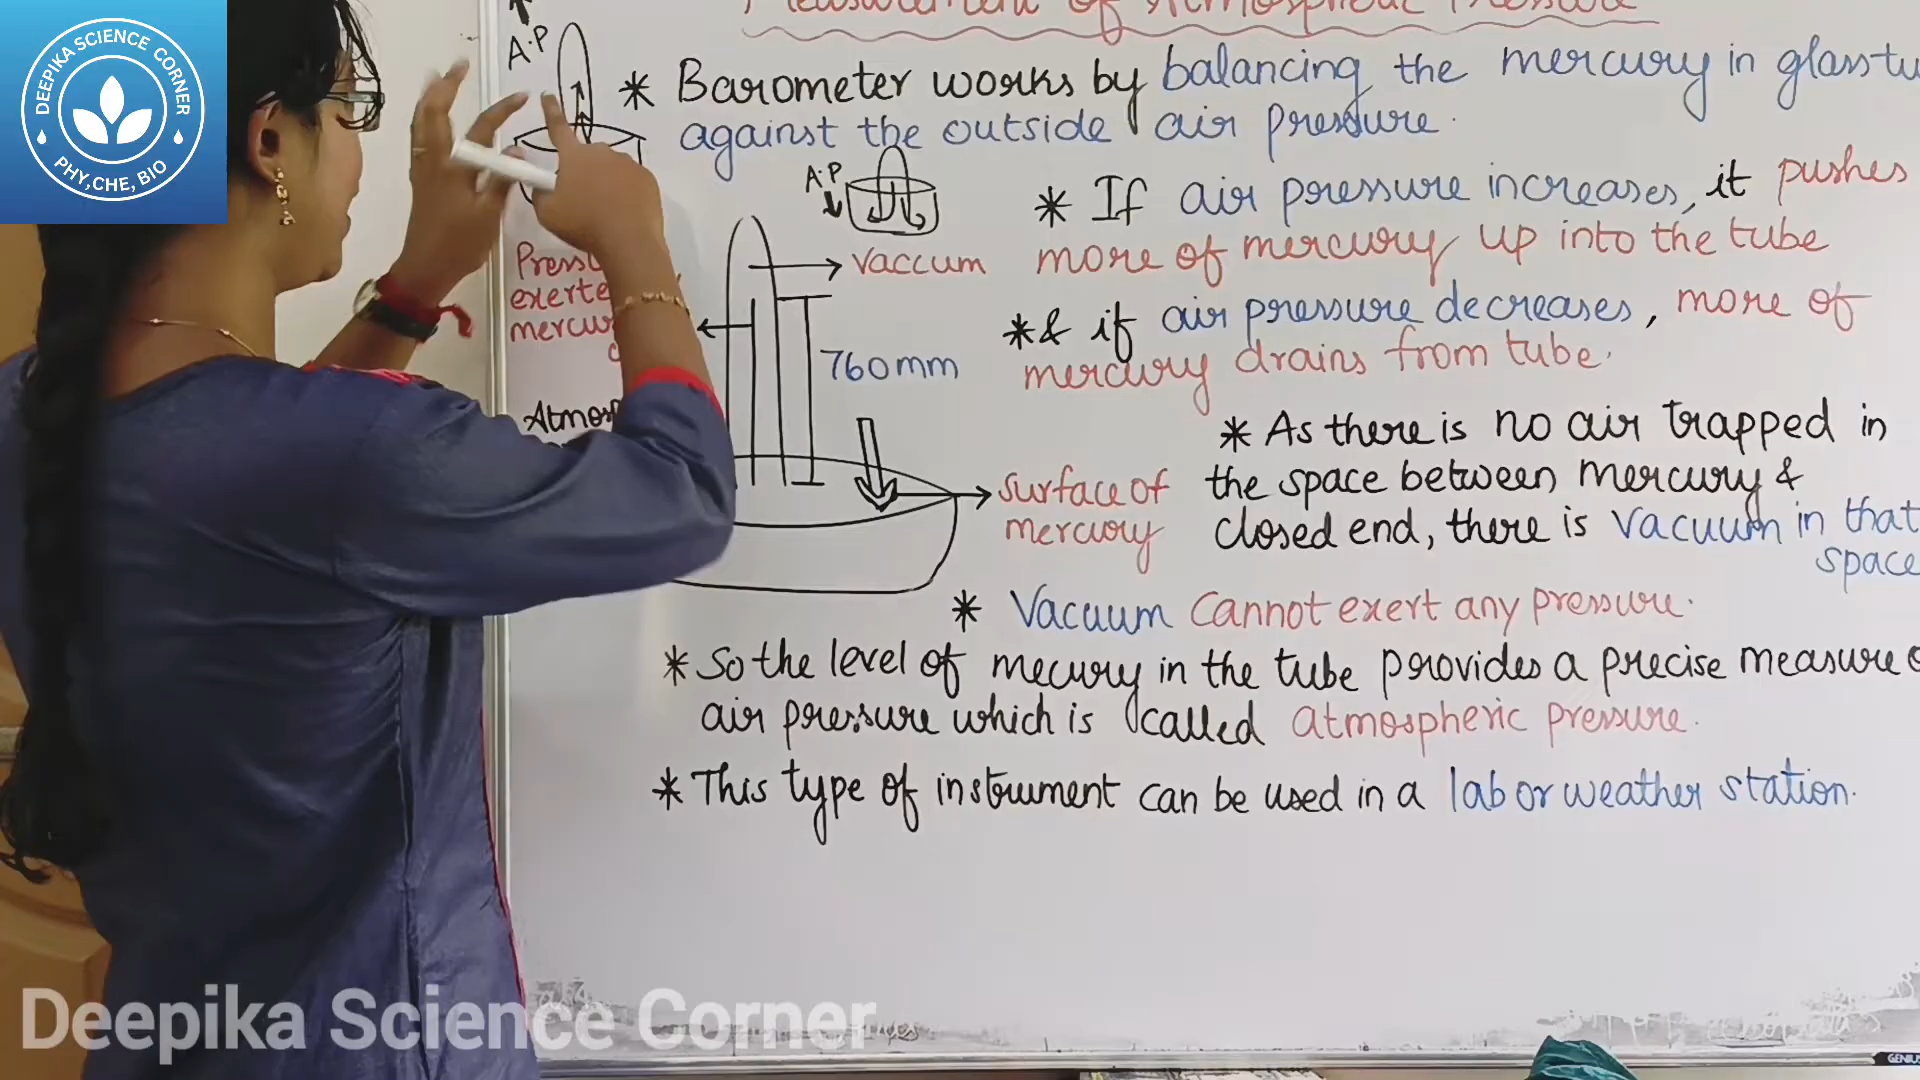 DEEPIKA SCIENCE CORNER
PHY,CHE, BIO
Measurement of Atmospheric Pressure
A.P
* Barometer works by balancing the mercury in glass
against the outside air pressure.
A.P
* If air pressure increases, it pushes
more of mercury up into the tube
vaccum
* & if air pressure decreases, more of
mercury drains from tube.
760mm
* As there is no air trapped in
the space between mercury &
closed end, there is vacuum in that
space
surface of
mercury
* Vacuum cannot exert any pressure.
* So the level of mecury in the tube provides a precise measure
air pressure which is called atmospheric pressure.
* This type of instrument can be used in a lab or weather station.
Deepika Science Corner